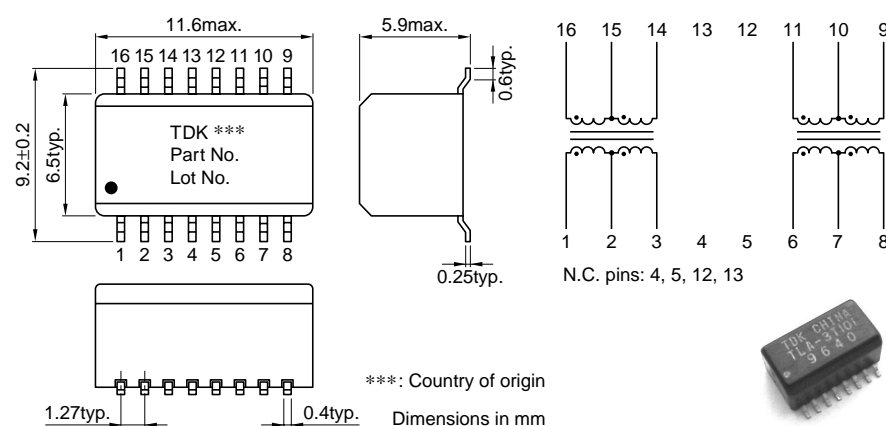 11.6max.
16 15 14 13 12 11 10 9
9.2±0.2
6.5typ.
TDK ***
Part No.
Lot No.
1 2 3 4 5 6 7 8
5.9max.
0.6typ.
0.25typ.
16 15 14 13 12 11 10 9
1 2 3 4 5 6 7 8
N.C. pins: 4, 5, 12, 13
1.27typ.
0.4typ.
***: Country of origin
Dimensions in mm
TDK CHINA
TLA-3T101
9640